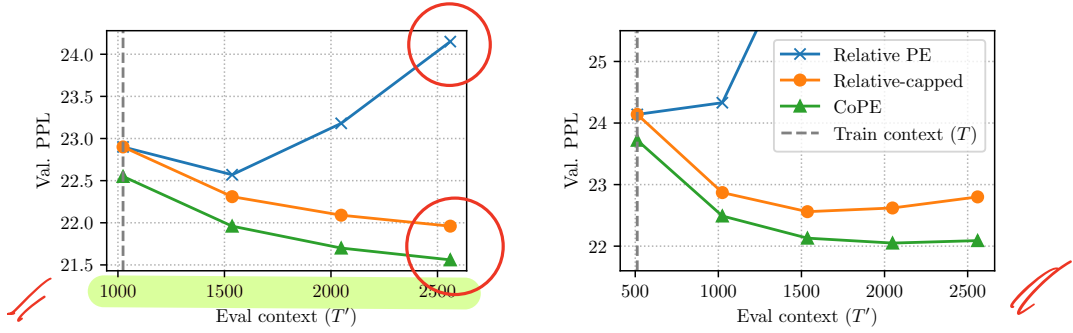 24.0
23.5
23.0
22.5
22.0
21.5
Val. PPL
1000 1500 2000 2500
Eval context (T′)
25
24
23
22
Val. PPL
Relative PE
Relative-capped
CoPE
Train context (T)
500 1000 1500 2000 2500
Eval context (T′)